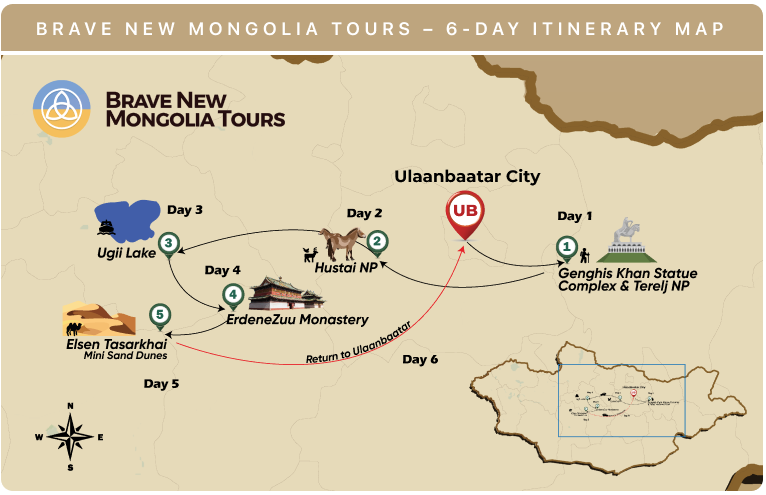 BRAVE NEW MONGOLIA TOURS – 6-DAY ITINERARY MAP
BRAVE NEW
MONGOLIA TOURS
Ulaanbaatar City
UB
Day 1
1
Genghis Khan Statue
Complex & Terelj NP
Day 2
2
Hustai NP
Day 3
3
Ugii Lake
Day 4
4
ErdeneZuu Monastery
5
Elsen Tasarkhai
Mini Sand Dunes
Day 5
Return to Ulaanbaatar
Day 6
N
W
E
S